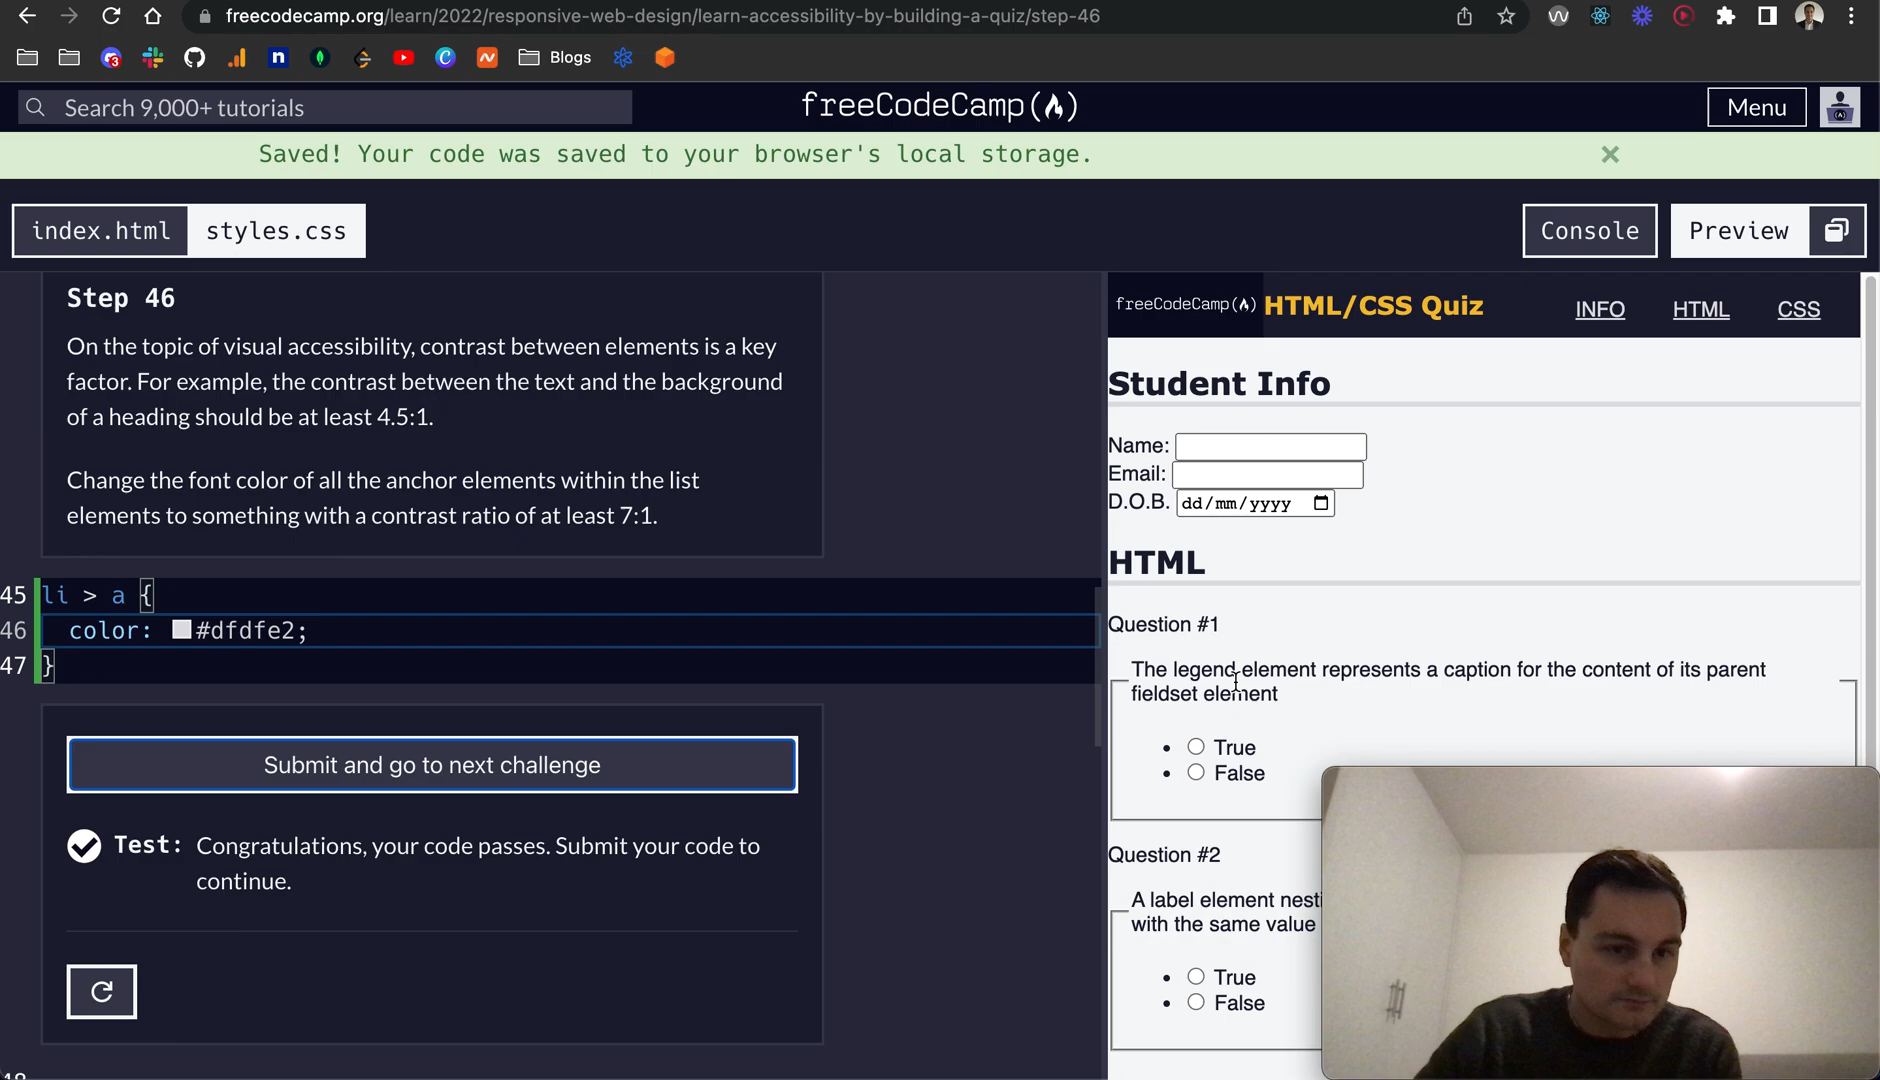 freecodecamp.org/learn/2022/responsive-web-design/learn-accessibility-by-building-a-quiz/step-46
3
n
Blogs
Search 9,000+ tutorials
freeCodeCamp(🔥)
Menu
Saved! Your code was saved to your browser's local storage.
×
index.html
styles.css
Console
Preview
Step 46
On the topic of visual accessibility, contrast between elements is a key
factor. For example, the contrast between the text and the background
of a heading should be at least 4.5:1.
Change the font color of all the anchor elements within the list
elements to something with a contrast ratio of at least 7:1.
45 li > a {
46 color: #dfdfe2;
47 }
Submit and go to next challenge
Test: Congratulations, your code passes. Submit your code to
continue.
freeCodeCamp(🔥)
HTML/CSS Quiz
INFO
HTML
CSS
Student Info
Name:
Email:
D.O.B. dd/mm/yyyy
HTML
Question #1
The legend element represents a caption for the content of its parent
fieldset element
• True
• False
Question #2
A label element nesti
with the same value
• True
• False